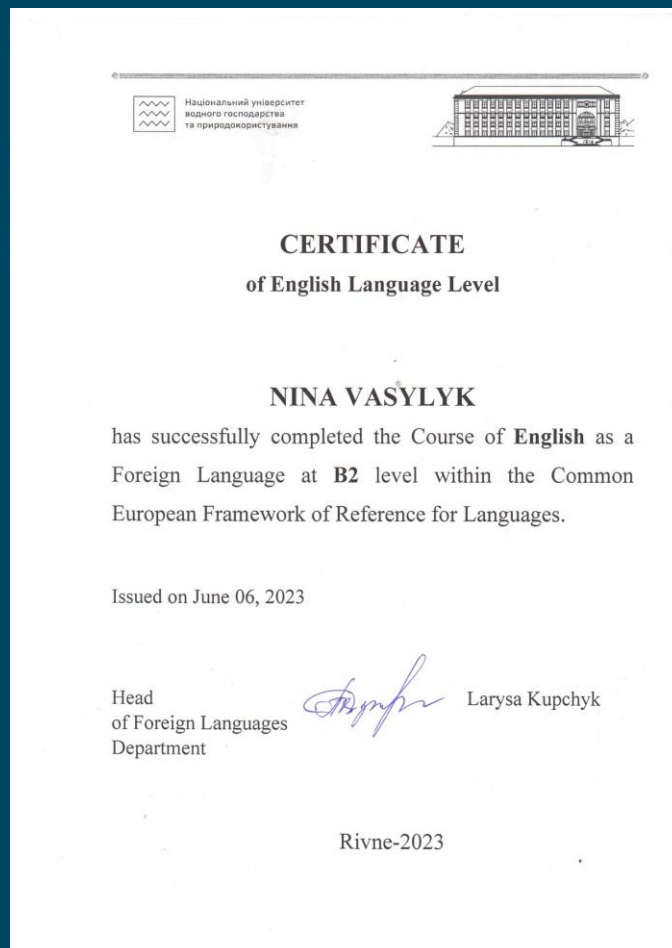 Національний університет
водного господарства
та природокористування
CERTIFICATE
of English Language Level
NINA VASYLYK
has successfully completed the Course of English as a
Foreign Language at B2 level within the Common
European Framework of Reference for Languages.
Issued on June 06, 2023
Head
of Foreign Languages
Department
Larysa Kupchyk
Rivne-2023